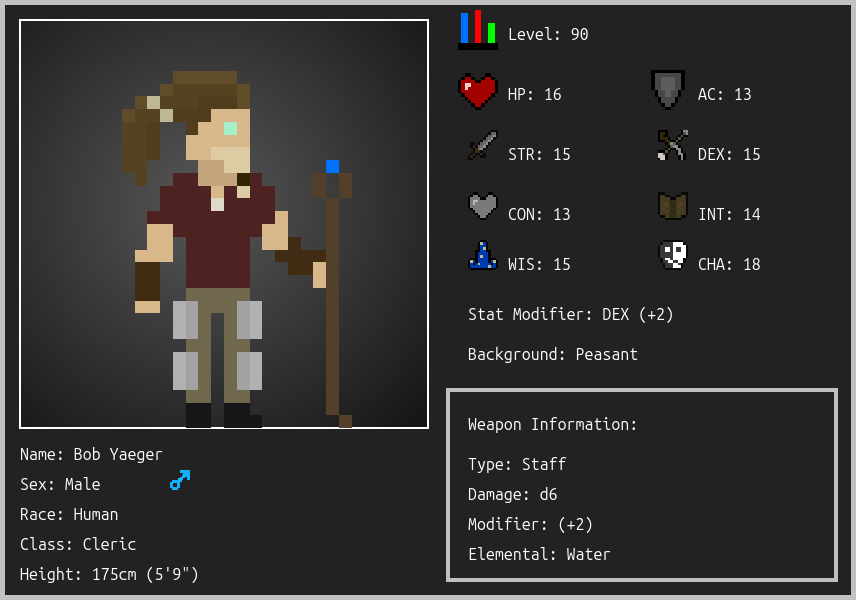 Level: 90
HP: 16
AC: 13
STR: 15
DEX: 15
CON: 13
INT: 14
WIS: 15
CHA: 18
Stat Modifier: DEX (+2)
Background: Peasant
Weapon Information:
Type: Staff
Damage: d6
Modifier: (+2)
Elemental: Water
Name: Bob Yaeger
Sex: Male
Race: Human
Class: Cleric
Height: 175cm (5'9")